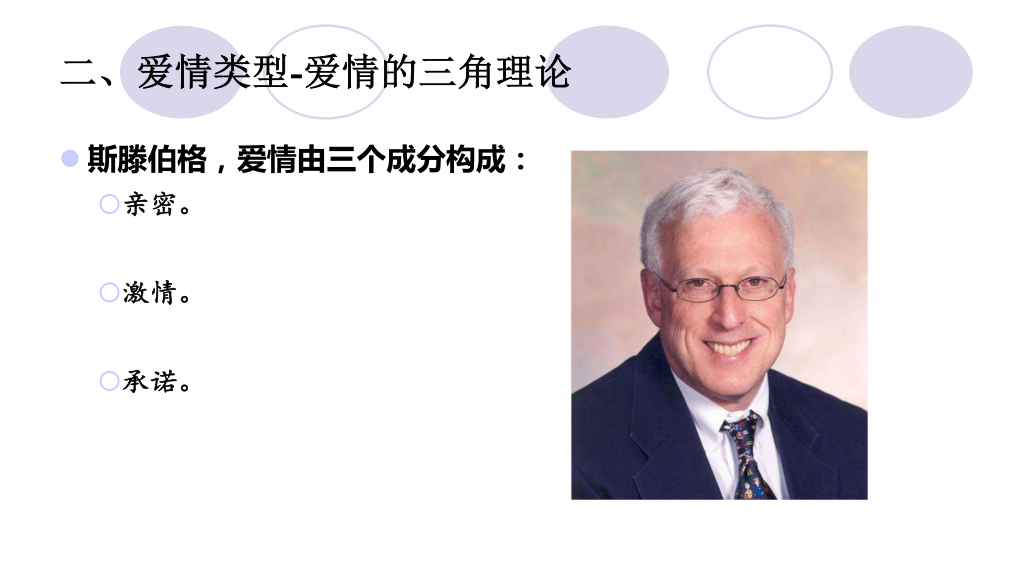 二、爱情类型-爱情的三角理论
斯滕伯格，爱情由三个成分构成：
亲密。
激情。
承诺。